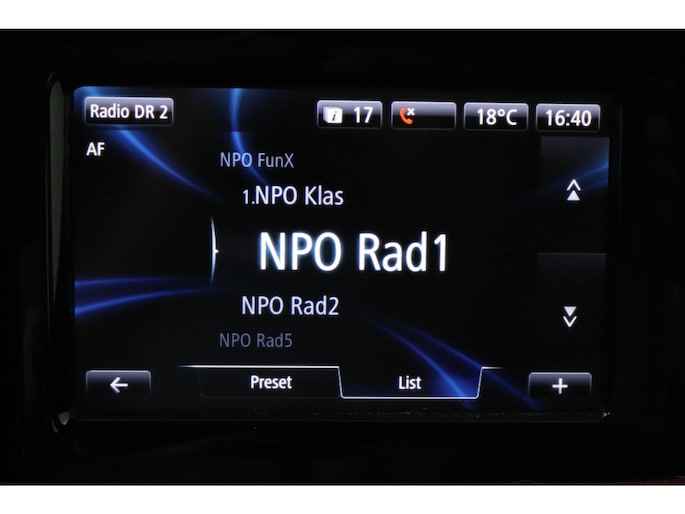 Radio DR 2 i 17 18°C 16:40
AF
NPO FunX
1.NPO Klas
NPO Rad1
NPO Rad2
NPO Rad5
Preset List